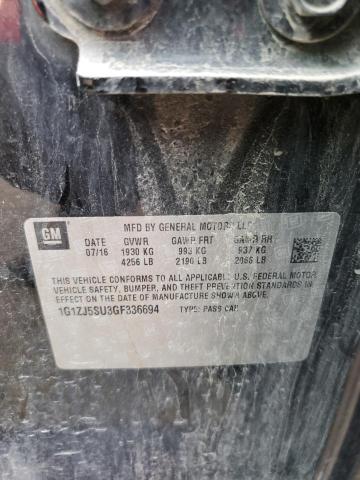 MFD BY GENERAL MOTORS LLC
GM
DATE GVWR GAWR FRT GAWR RR
07/16 1930 KG 993 KG 937 KG
4256 LB 2190 LB 2066 LB
THIS VEHICLE CONFORMS TO ALL APPLICABLE U.S. FEDERAL MOTOR
VEHICLE SAFETY, BUMPER, AND THEFT PREVENTION STANDARDS
IN EFFECT ON THE DATE OF MANUFACTURE SHOWN ABOVE.
1G1ZJ5SU3GF336694 TYPE: PASS CAR